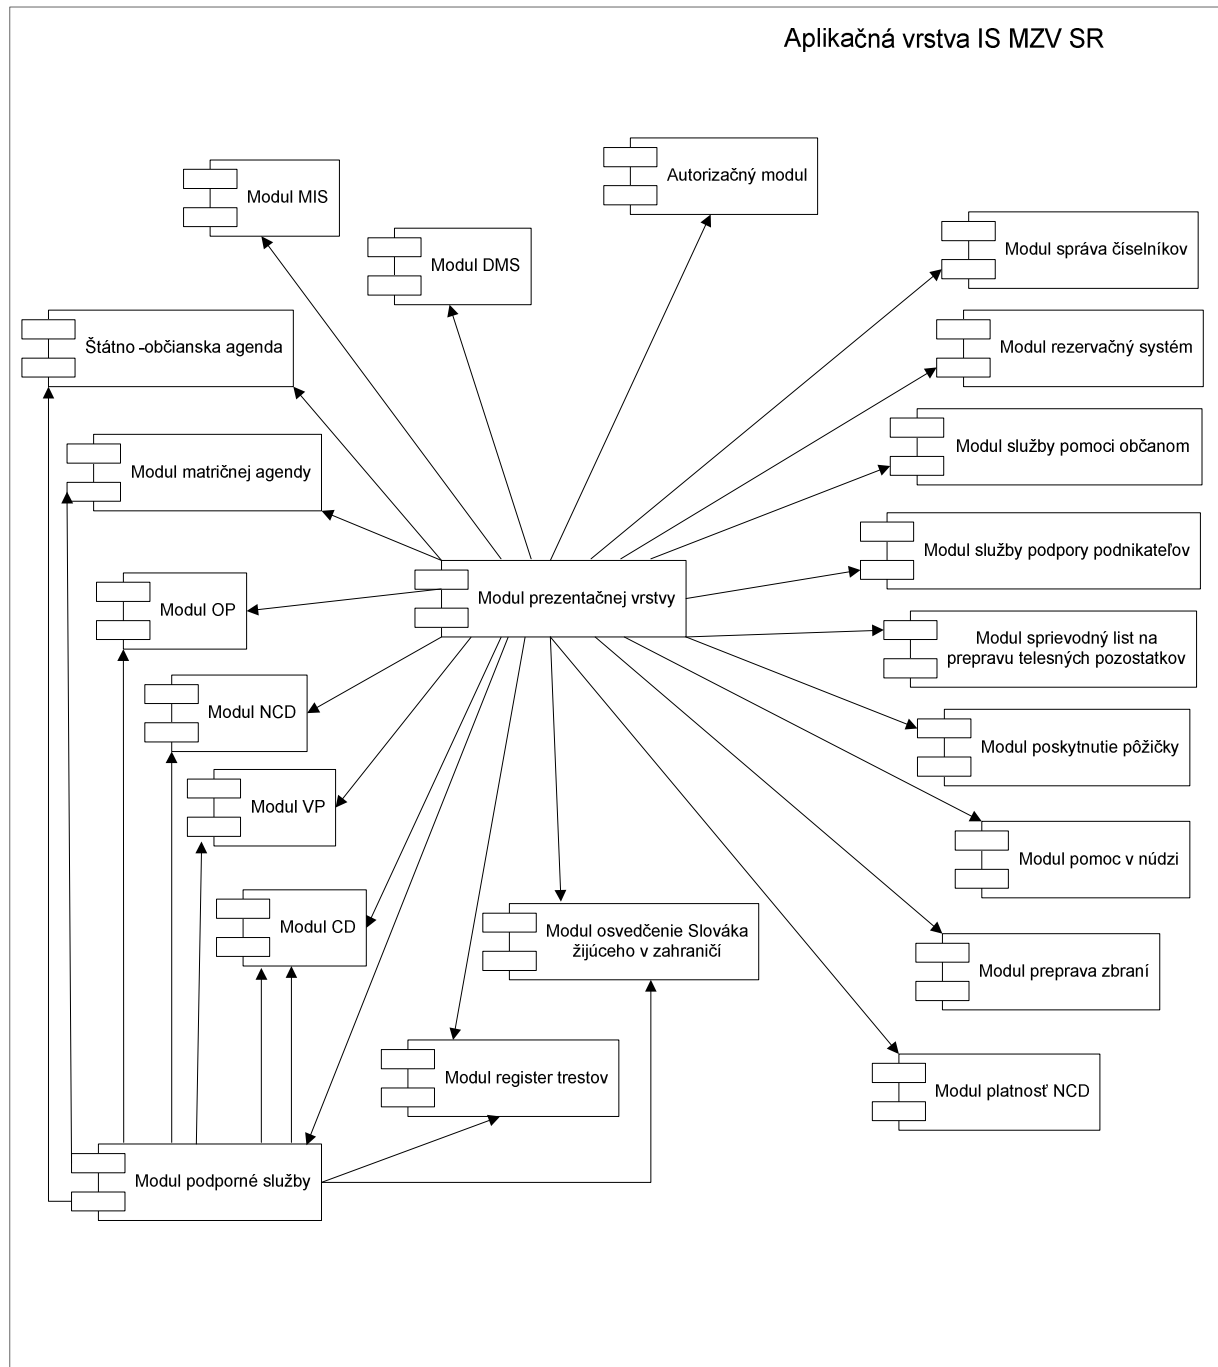 Aplikačná vrstva IS MZV SR
Autorizačný modul
Modul MIS
Modul DMS
Modul správa číselníkov
Štátno -občianska agenda
Modul rezervačný systém
Modul služby pomoci občanom
Modul matričnej agendy
Modul služby podpory podnikateľov
Modul prezentačnej vrstvy
Modul OP
Modul sprievodný list na
prepravu telesných pozostatkov
Modul NCD
Modul poskytnutie pôžičky
Modul VP
Modul pomoc v núdzi
Modul CD
Modul osvedčenie Slováka
žijúceho v zahraničí
Modul preprava zbraní
Modul register trestov
Modul platnosť NCD
Modul podporné služby